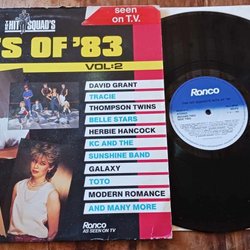 seen
on T.V.
THE HIT SQUAD'S
TS OF '83
VOL:2
DAVID GRANT
TRACIE
THOMPSON TWINS
BELLE STARS
HERBIE HANCOCK
KC AND THE
SUNSHINE BAND
GALAXY
TOTO
MODERN ROMANCE
AND MANY MORE
Ronco
AS SEEN ON TV
Ronco